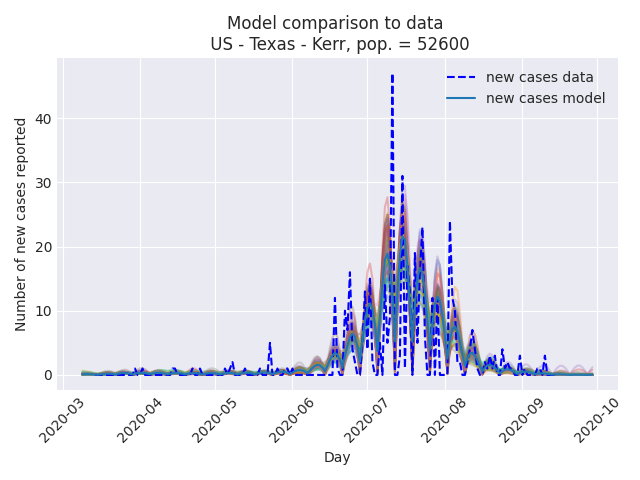 Model comparison to data
US - Texas - Kerr, pop. = 52600
new cases data
new cases model
Number of new cases reported
40
30
20
10
0
2020-03
2020-04
2020-05
2020-06
2020-07
2020-08
2020-09
2020-10
Day